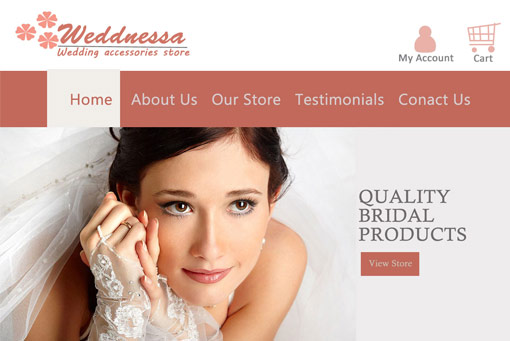 Weddnessa
Wedding accessories store
My Account
Cart
Home
About Us
Our Store
Testimonials
Conact Us
QUALITY
BRIDAL
PRODUCTS
View Store